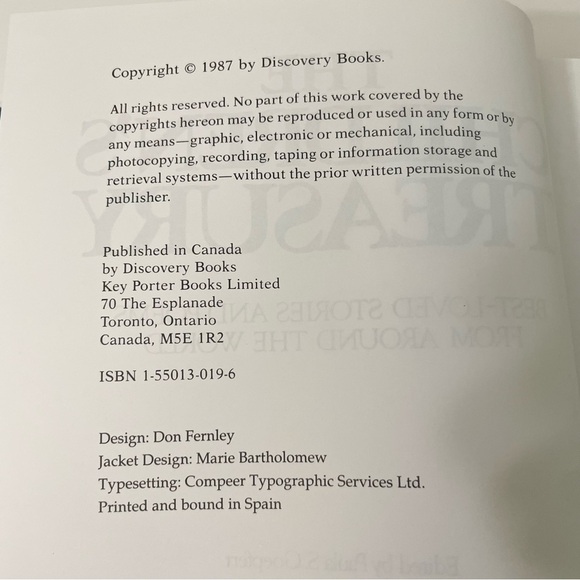 Copyright © 1987 by Discovery Books.
All rights reserved. No part of this work covered by the
copyrights hereon may be reproduced or used in any form or by
any means—graphic, electronic or mechanical, including
photocopying, recording, taping or information storage and
retrieval systems—without the prior written permission of the
publisher.
Published in Canada
by Discovery Books
Key Porter Books Limited
70 The Esplanade
Toronto, Ontario
Canada, M5E 1R2
ISBN 1-55013-019-6
Design: Don Fernley
Jacket Design: Marie Bartholomew
Typesetting: Compeer Typographic Services Ltd.
Printed and bound in Spain